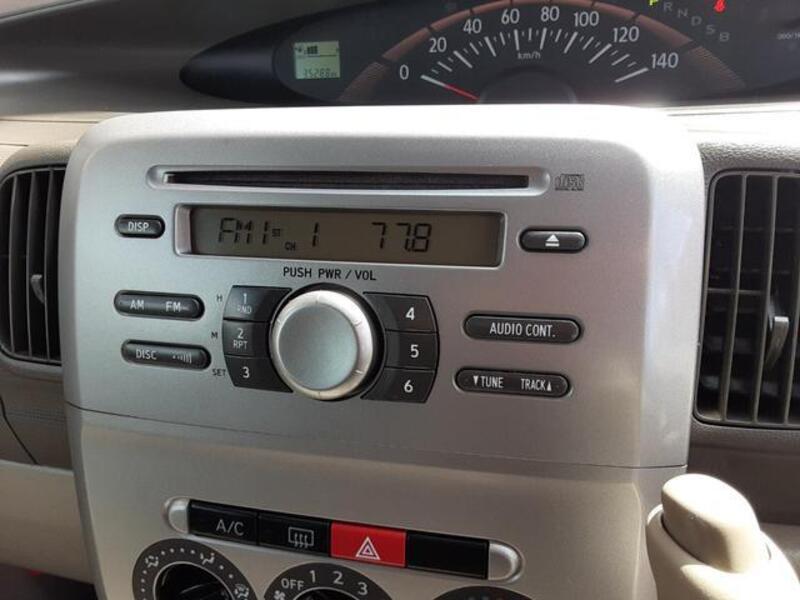 0 20 40 60 80 100 120 140
km/h
P R N D S B
35288
DISP
FM1 ST CH 1 77.8
PUSH PWR / VOL
AM FM
H 1 RND
M 2 RPT
SET 3
4
5
6
DISC
AUDIO CONT.
▼TUNE TRACK▲
A/C
OFF 1 2 3